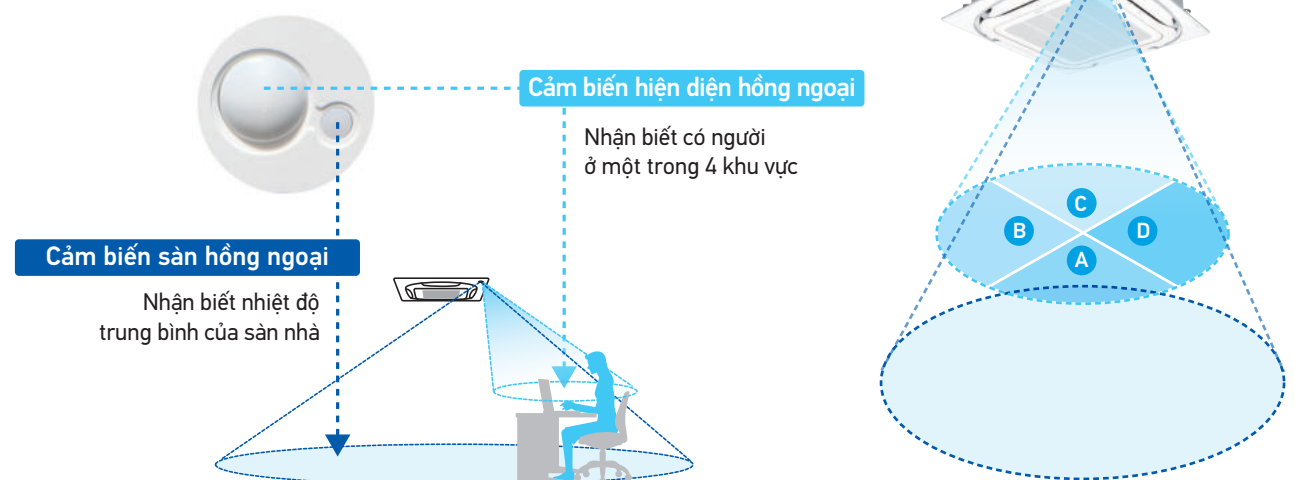 Cảm biến hiện diện hồng ngoại
Nhận biết có người
ở một trong 4 khu vực
Cảm biến sàn hồng ngoại
Nhận biết nhiệt độ
trung bình của sàn nhà
C
B
D
A